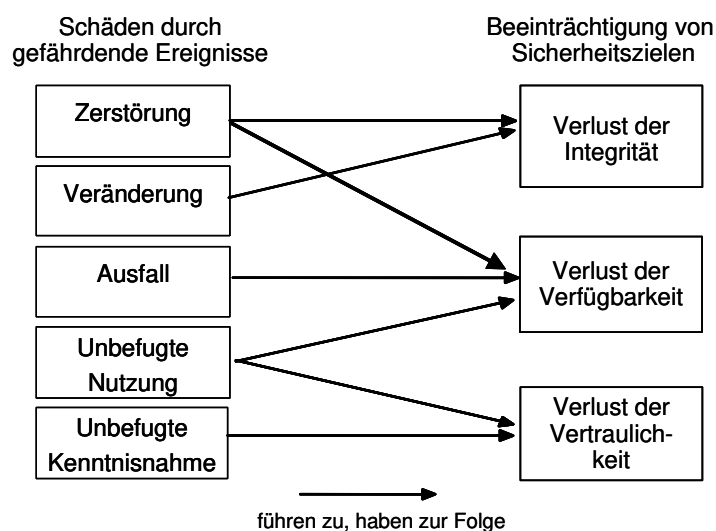 Schäden durch
gefährdende Ereignisse
Zerstörung
Veränderung
Ausfall
Unbefugte
Nutzung
Unbefugte
Kenntnisnahme
Beeinträchtigung von
Sicherheitszielen
Verlust der
Integrität
Verlust der
Verfügbarkeit
Verlust der
Vertraulich-
keit
führen zu, haben zur Folge